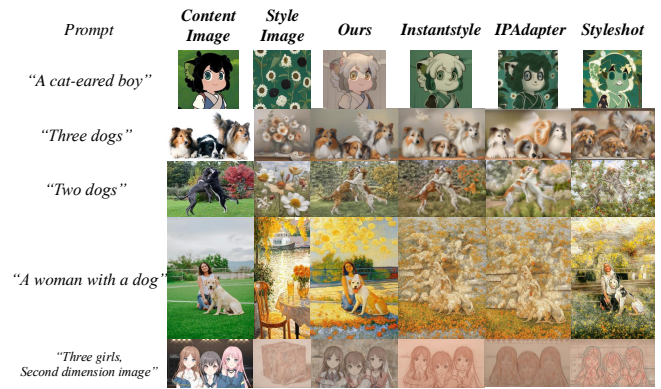 Prompt
Content Image
Style Image
Ours
Instantstyle
IPAdapter
Styleshot
“A cat-eared boy”
“Three dogs”
“Two dogs”
“A woman with a dog”
“Three girls,
Second dimension image”